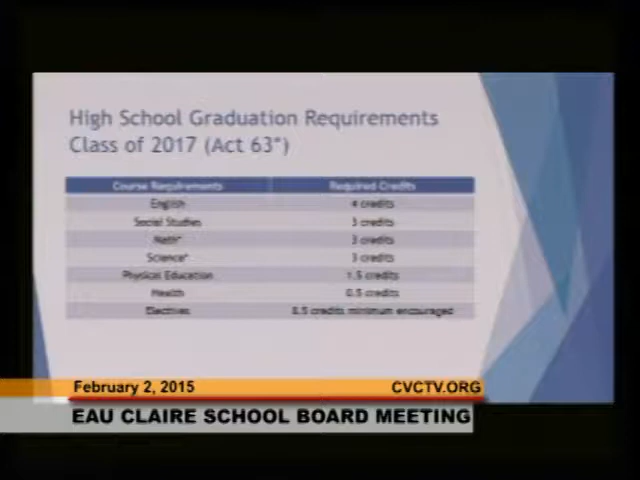 High School Graduation Requirements
Class of 2017 (Act 63*)
Course Requirements Required Credits
English 4 credits
Social Studies 3 credits
Math* 3 credits
Science* 3 credits
Physical Education 1.5 credits
Health 0.5 credits
Electives 8.5 credits minimum encouraged
February 2, 2015 CVCTV.ORG
EAU CLAIRE SCHOOL BOARD MEETING